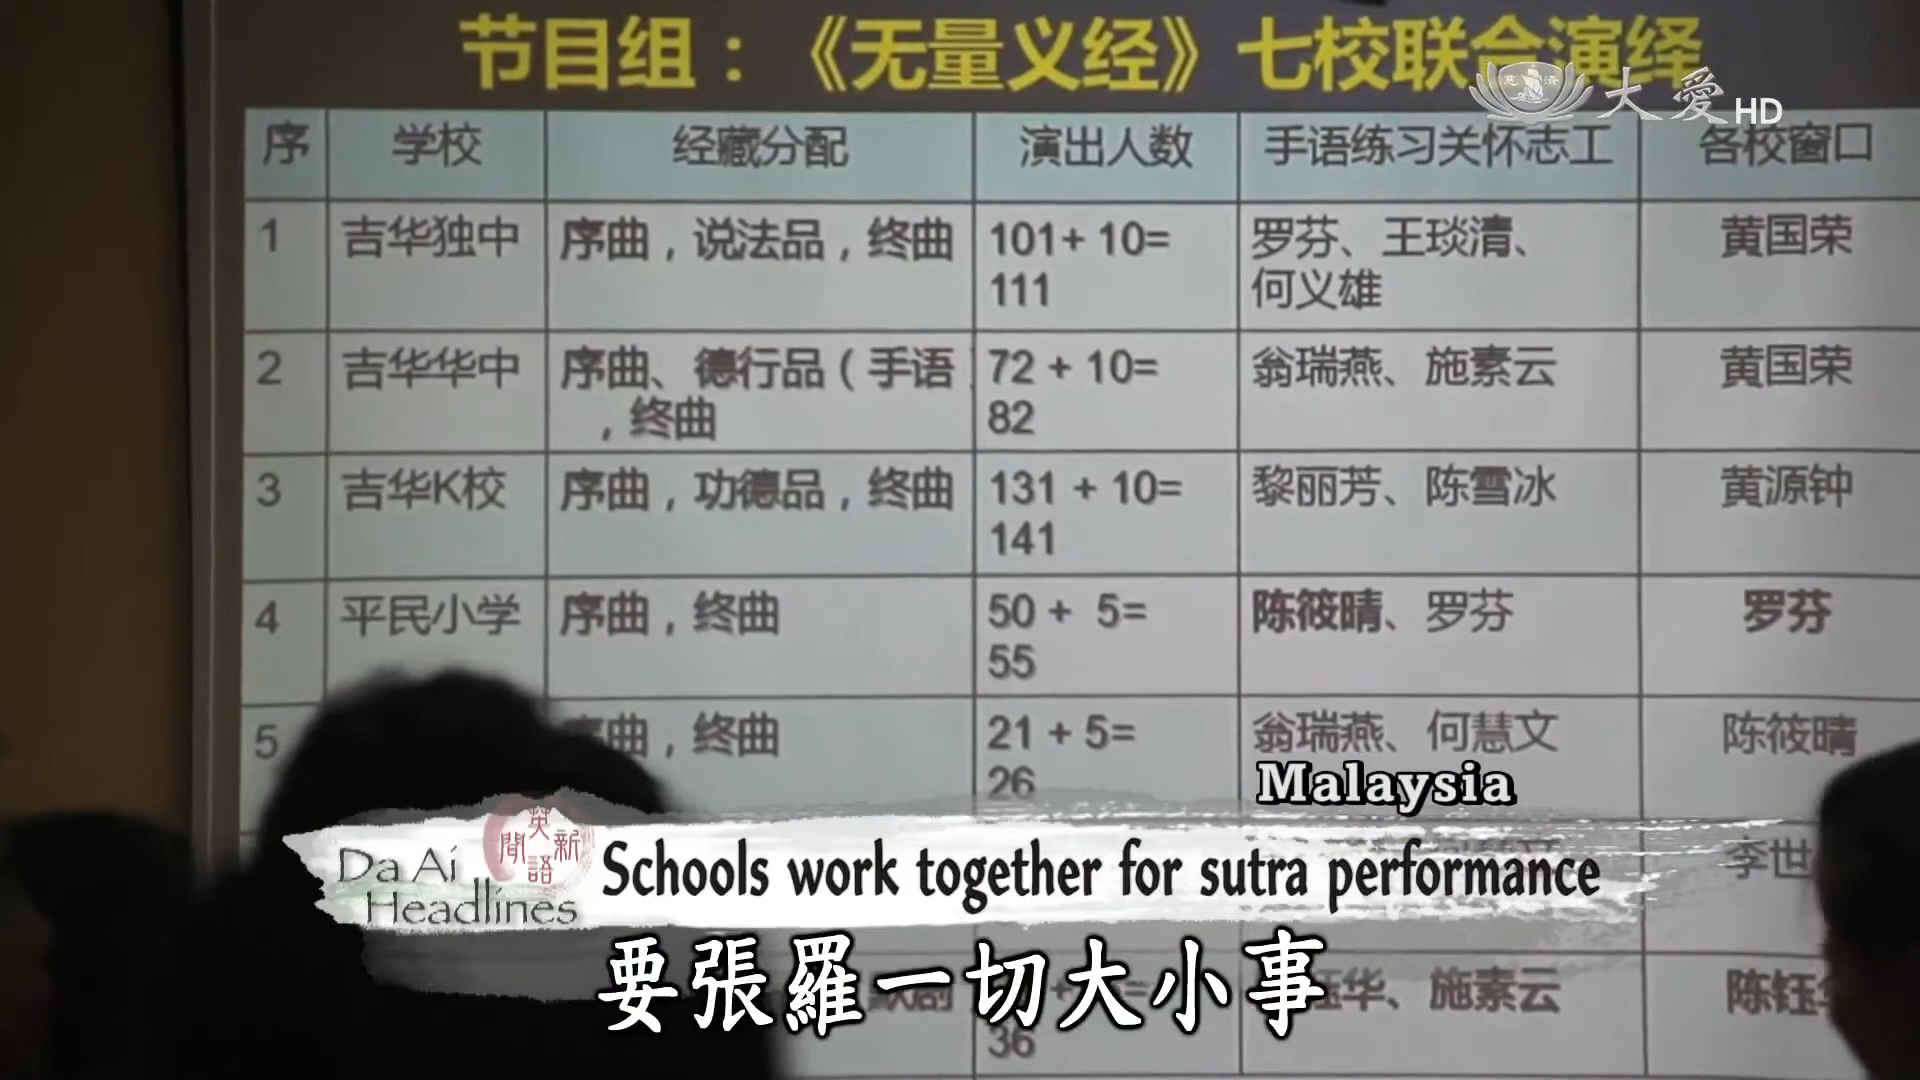 节目组：《无量义经》七校联合演绎
大愛HD
序 学校 经藏分配 演出人数 手语练习关怀志工 各校窗口
1 吉华独中 序曲，说法品，终曲 101+ 10= 罗芬、王琰清、 黄国荣
111 何义雄
2 吉华华中 序曲、德行品（手语） 72 + 10= 翁瑞燕、施素云 黄国荣
，终曲 82
3 吉华K校 序曲，功德品，终曲 131 + 10= 黎丽芳、陈雪冰 黄源钟
141
4 平民小学 序曲，终曲 50 + 5= 陈筱晴、罗芬 罗芬
55
5 序曲，终曲 21 + 5= 翁瑞燕、何慧文 陈筱晴
26
Malaysia
李世
Da Ai
Headlines
英語新聞
Schools work together for sutra performance
钰华、施素云 陈钰
36
要張羅一切大小事